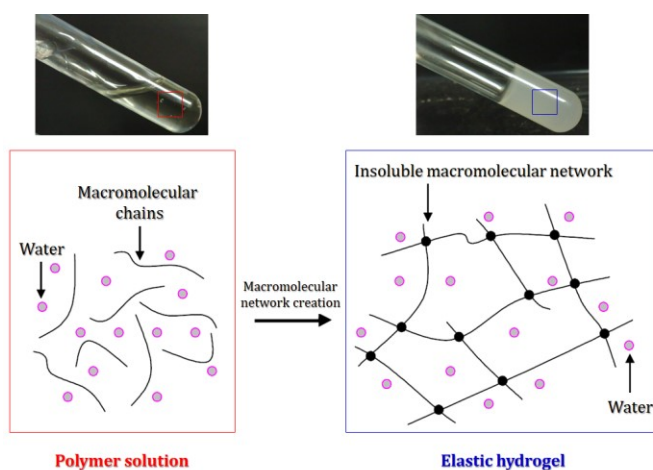 Macromolecular
chains
Water
Macromolecular
network creation
Insoluble macromolecular network
Water
Polymer solution
Elastic hydrogel